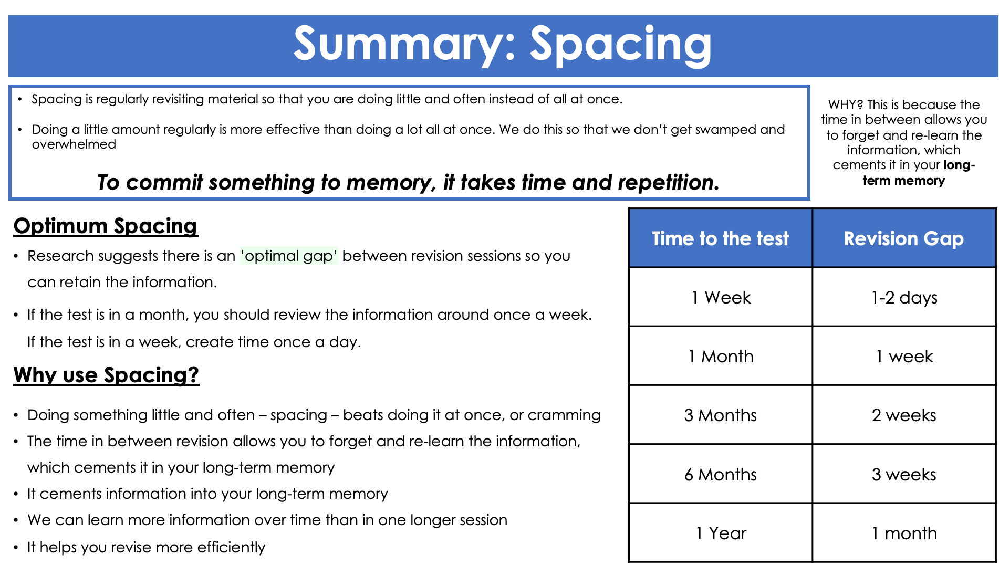 Summary: Spacing
• Spacing is regularly revisiting material so that you are doing little and often instead of all at once.
• Doing a little amount regularly is more effective than doing a lot all at once. We do this so that we don’t get swamped and
overwhelmed
To commit something to memory, it takes time and repetition.
WHY? This is because the
time in between allows you
to forget and re-learn the
information, which
cements it in your long-
term memory
Optimum Spacing
• Research suggests there is an ‘optimal gap’ between revision sessions so you
can retain the information.
• If the test is in a month, you should review the information around once a week.
If the test is in a week, create time once a day.
Why use Spacing?
• Doing something little and often – spacing – beats doing it at once, or cramming
• The time in between revision allows you to forget and re-learn the information,
which cements it in your long-term memory
• It cements information into your long-term memory
• We can learn more information over time than in one longer session
• It helps you revise more efficiently
Time to the test Revision Gap
1 Week 1-2 days
1 Month 1 week
3 Months 2 weeks
6 Months 3 weeks
1 Year 1 month